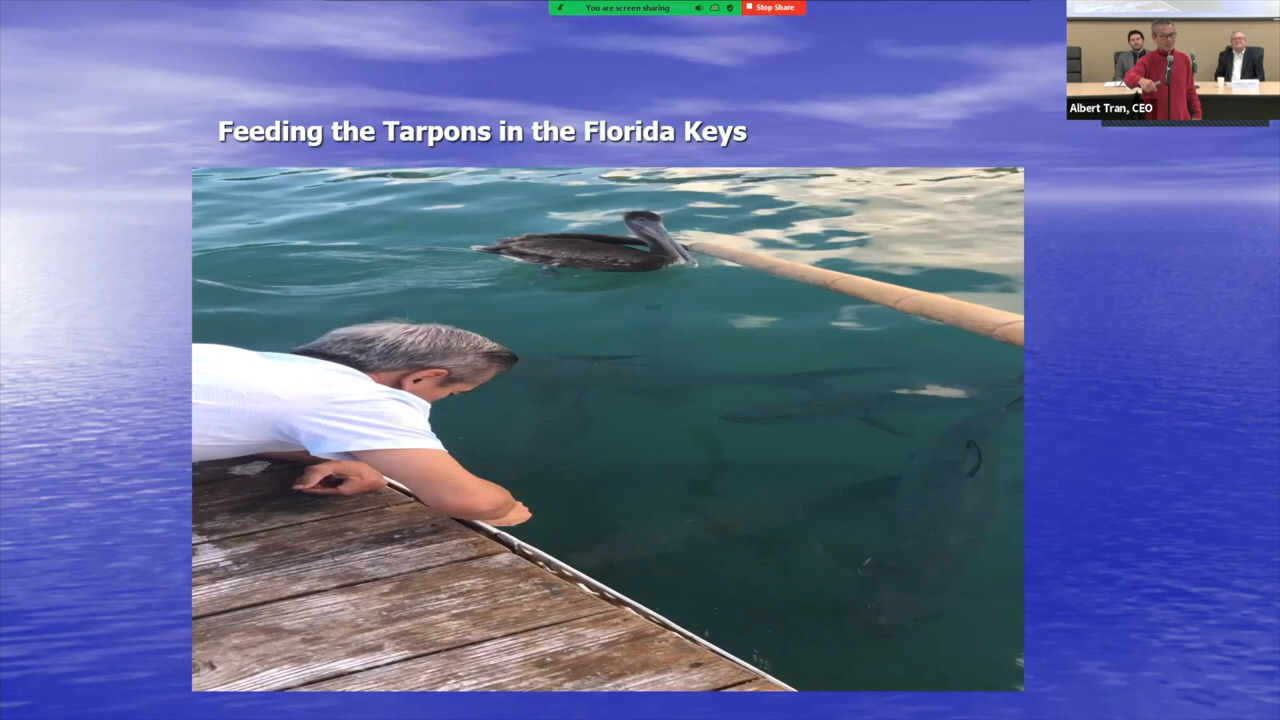 You are screen sharing
Stop Share
Albert Tran, CEO
Feeding the Tarpons in the Florida Keys